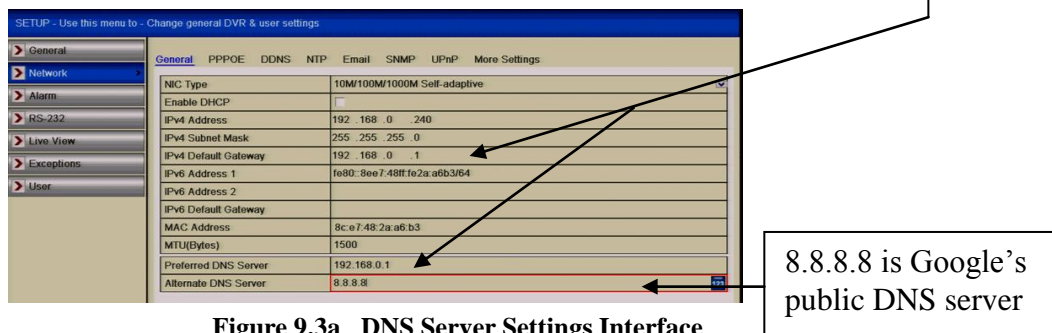 SETUP - Use this menu to - Change general DVR & user settings
General
Network
Alarm
RS-232
Live View
Exceptions
User
General PPPOE DDNS NTP Email SNMP UPnP More Settings
NIC Type 10M/100M/1000M Self-adaptive
Enable DHCP
IPv4 Address 192 .168 .0 .240
IPv4 Subnet Mask 255 .255 .255 .0
IPv4 Default Gateway 192 .168 .0 .1
IPv6 Address 1 fe80::8ee7:48ff:fe2a:a6b3/64
IPv6 Address 2
IPv6 Default Gateway
MAC Address 8c:e7:48:2a:a6:b3
MTU(Bytes) 1500
Preferred DNS Server 192.168.0.1
Alternate DNS Server 8.8.8.8
123
8.8.8.8 is Google's
public DNS server
Figure 9.3a DNS Server Settings Interface